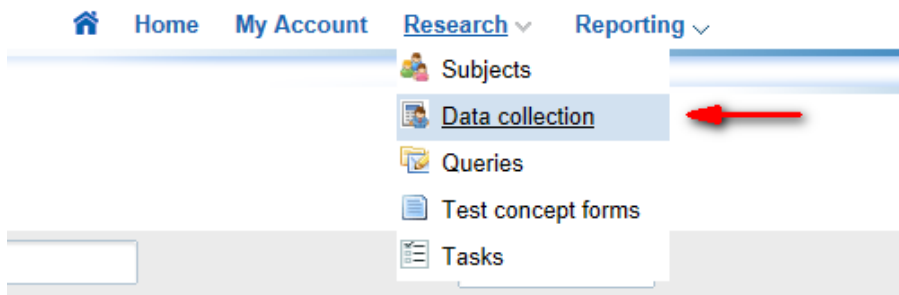 Home My Account Research Reporting
Subjects
Data collection
Queries
Test concept forms
Tasks